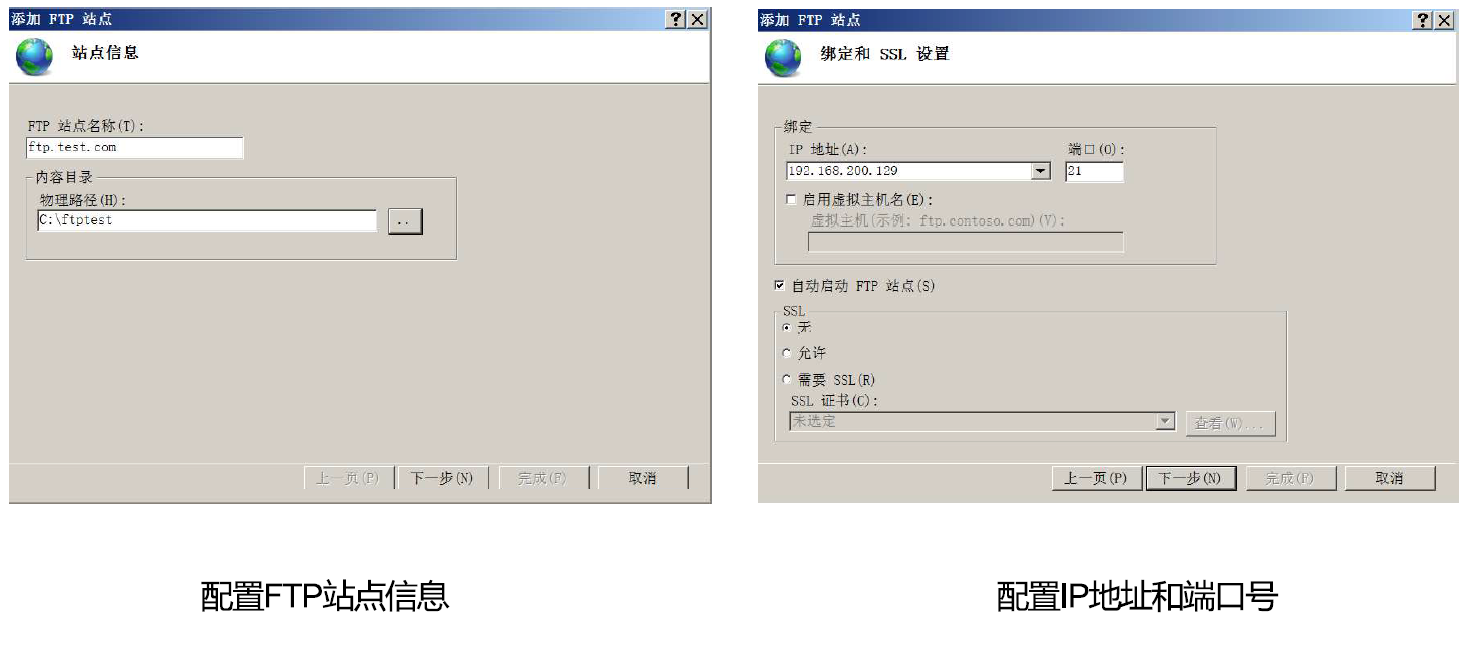 添加 FTP 站点
站点信息
FTP 站点名称(T):
ftp.test.com
内容目录
物理路径(H):
C:\ftptest
..
上一页(P)
下一步(N)
完成(F)
取消
配置FTP站点信息
添加 FTP 站点
绑定和 SSL 设置
绑定
IP 地址(A):
端口(O):
192.168.200.129
21
启用虚拟主机名(E):
虚拟主机(示例: ftp.contoso.com)(V):
自动启动 FTP 站点(S)
SSL
无
允许
需要 SSL(R)
SSL 证书(C):
未选定
查看(W)...
上一页(P)
下一步(N)
完成(F)
取消
配置IP地址和端口号